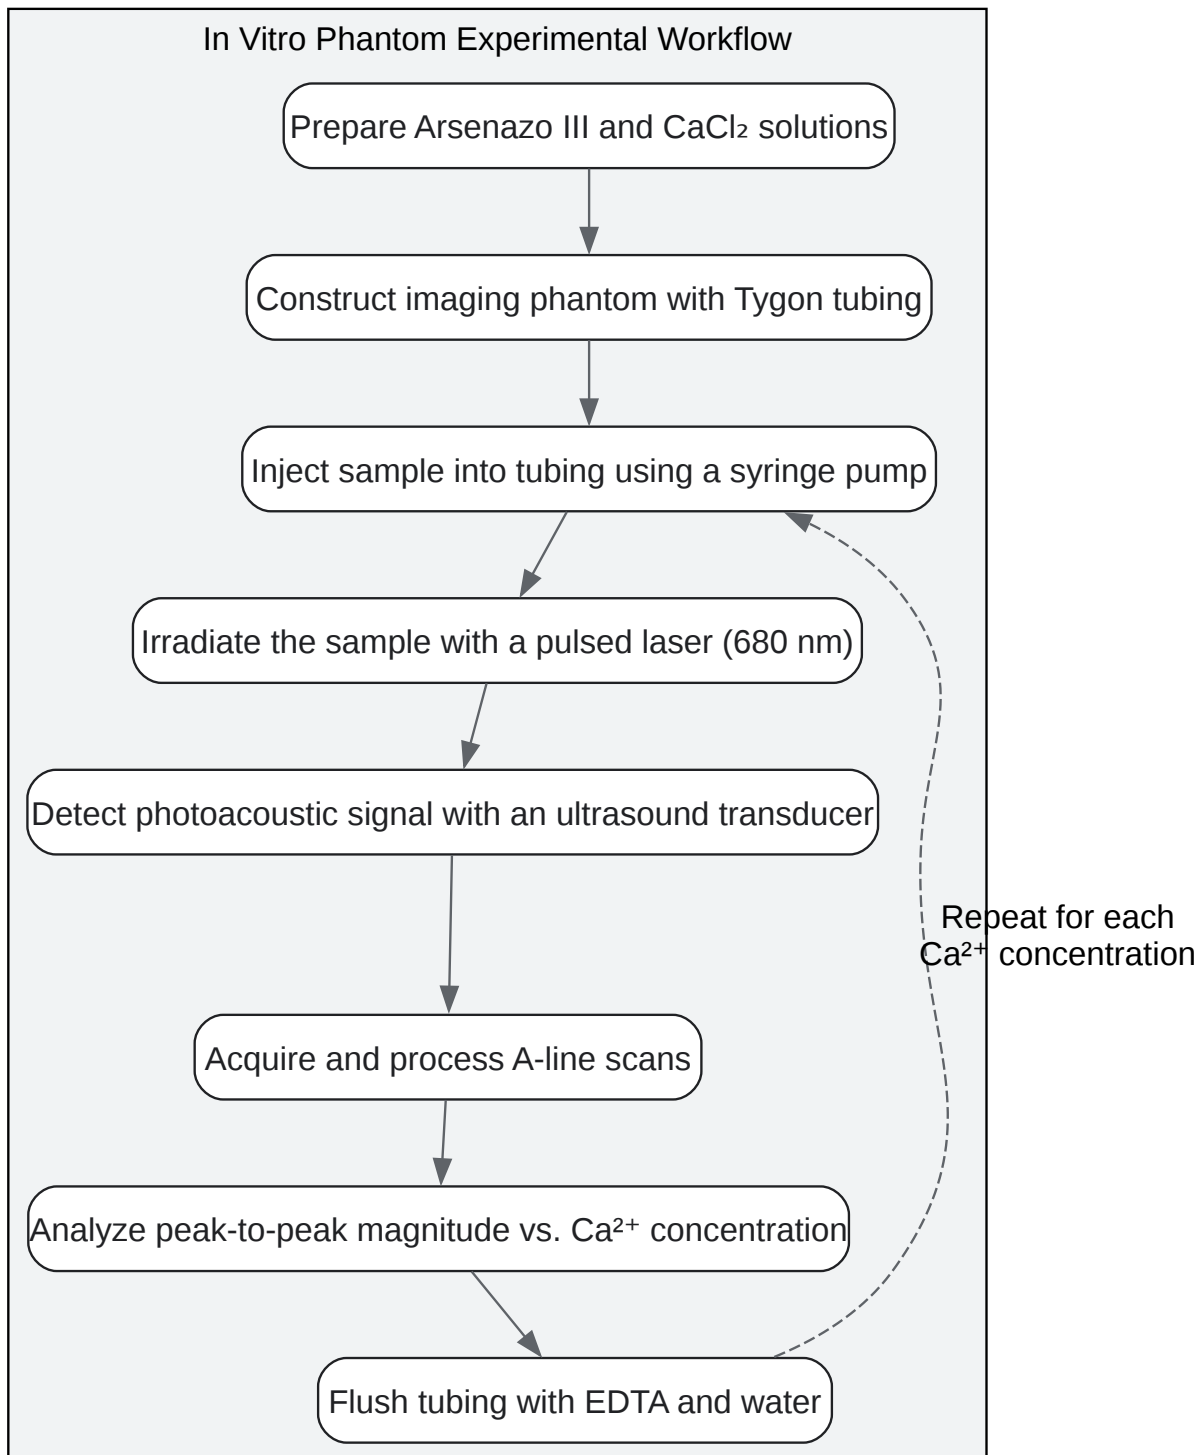 In Vitro Phantom Experimental Workflow
Prepare Arsenazo III and CaCl₂ solutions
Construct imaging phantom with Tygon tubing
Inject sample into tubing using a syringe pump
Irradiate the sample with a pulsed laser (680 nm)
Detect photoacoustic signal with an ultrasound transducer
Repeat for each
Ca²⁺ concentration
Acquire and process A-line scans
Analyze peak-to-peak magnitude vs. Ca²⁺ concentration
Flush tubing with EDTA and water